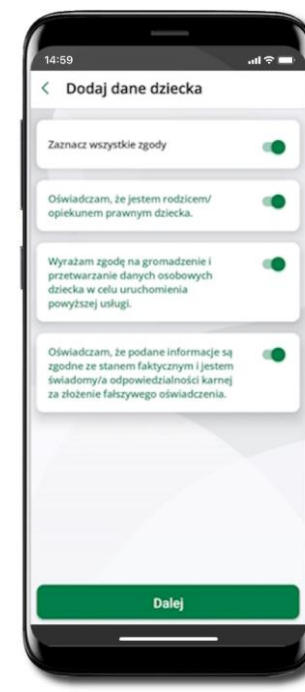 14:59
Dodaj dane dziecka
Zaznacz wszystkie zgody
Oświadczam, że jestem rodzicem/
opiekunem prawnym dziecka.
Wyrażam zgodę na gromadzenie i
przetwarzanie danych osobowych
dziecka w celu uruchomienia
powyższej usługi.
Oświadczam, że podane informacje są
zgodne ze stanem faktycznym i jestem
świadomy/a odpowiedzialności karnej
za złożenie fałszywego oświadczenia.
Dalej